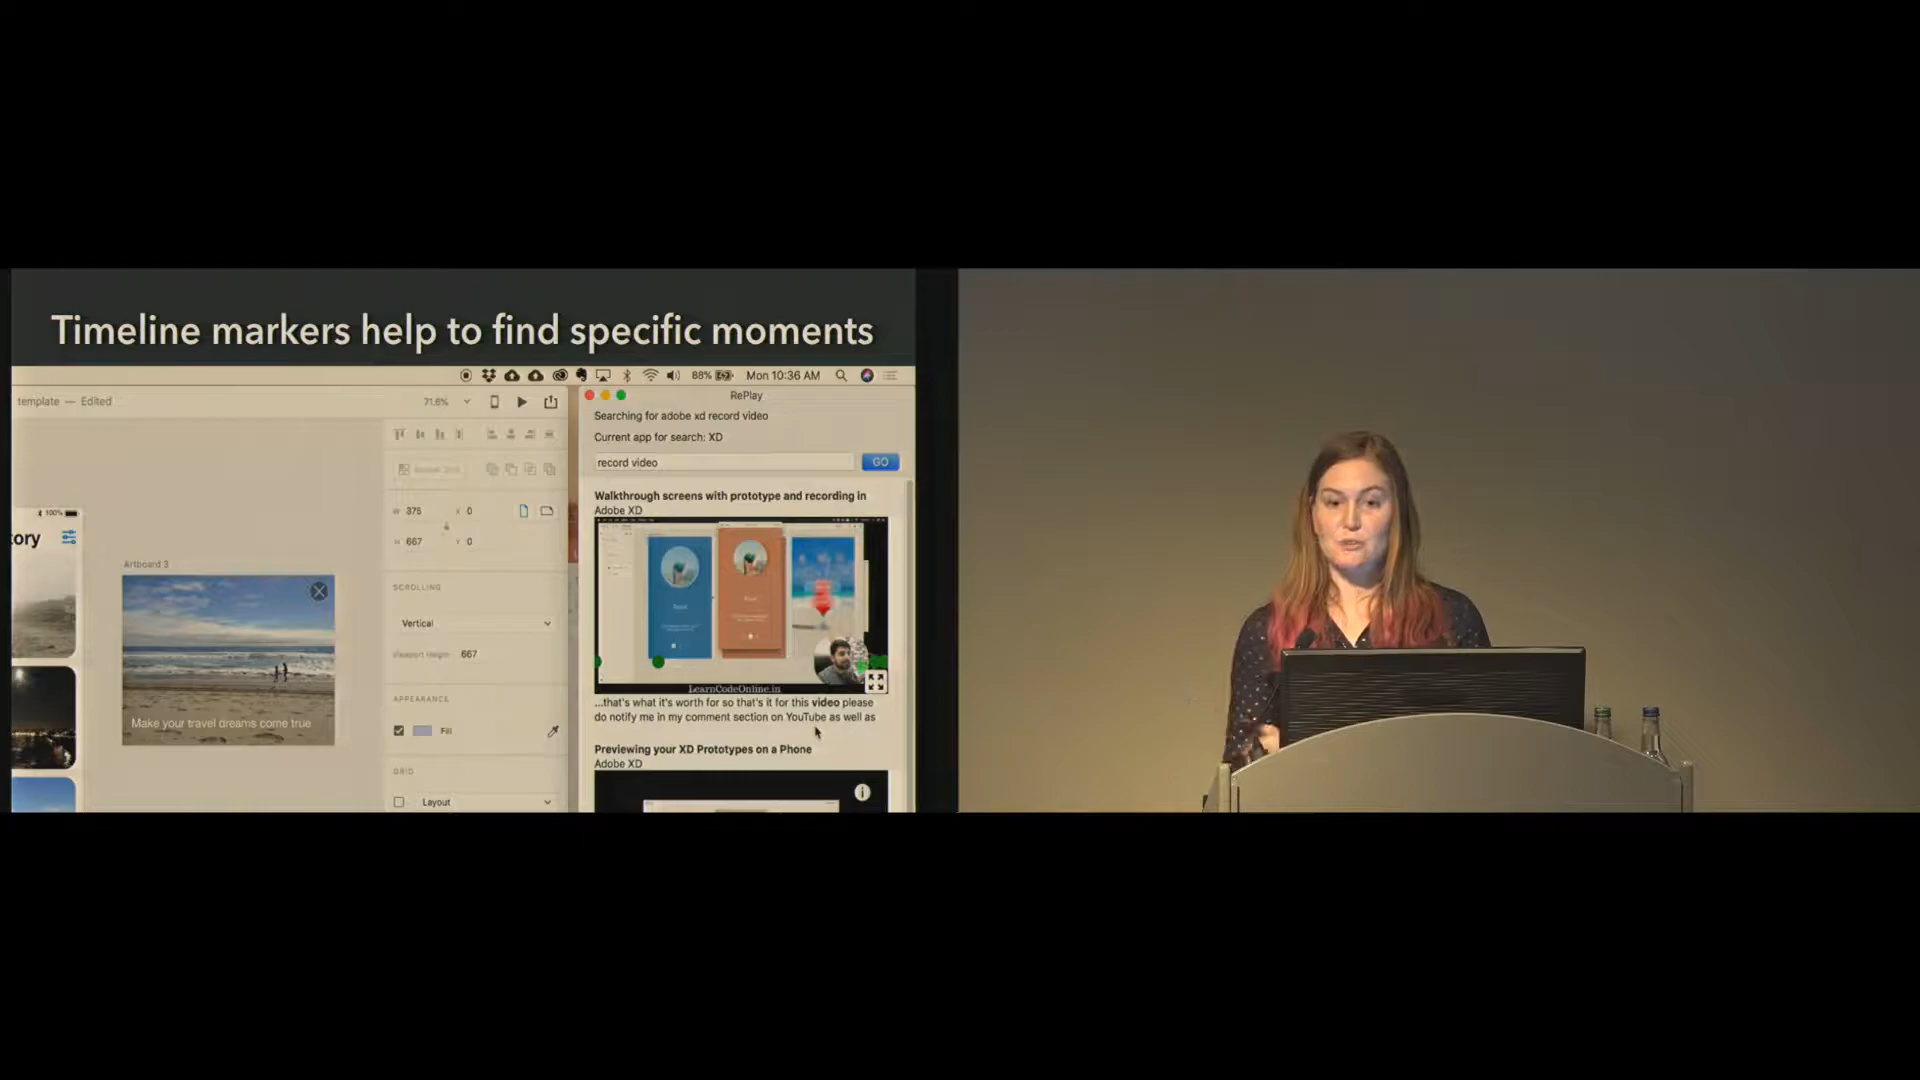 Timeline markers help to find specific moments
88%
Mon 10:36 AM
template — Edited
71.6%
RePlay
Searching for adobe xd record video
Current app for search: XD
record video
GO
W 375 X 0
H 667 Y 0
100%
ory
Artboard 3
Make your travel dreams come true
SCROLLING
Vertical
Viewport Height 667
APPEARANCE
Fill
GRID
Layout
Walkthrough screens with prototype and recording in
Adobe XD
LearnCodeOnline.in
...that's what it's worth for so that's it for this video please
do notify me in my comment section on YouTube as well as
Previewing your XD Prototypes on a Phone
Adobe XD